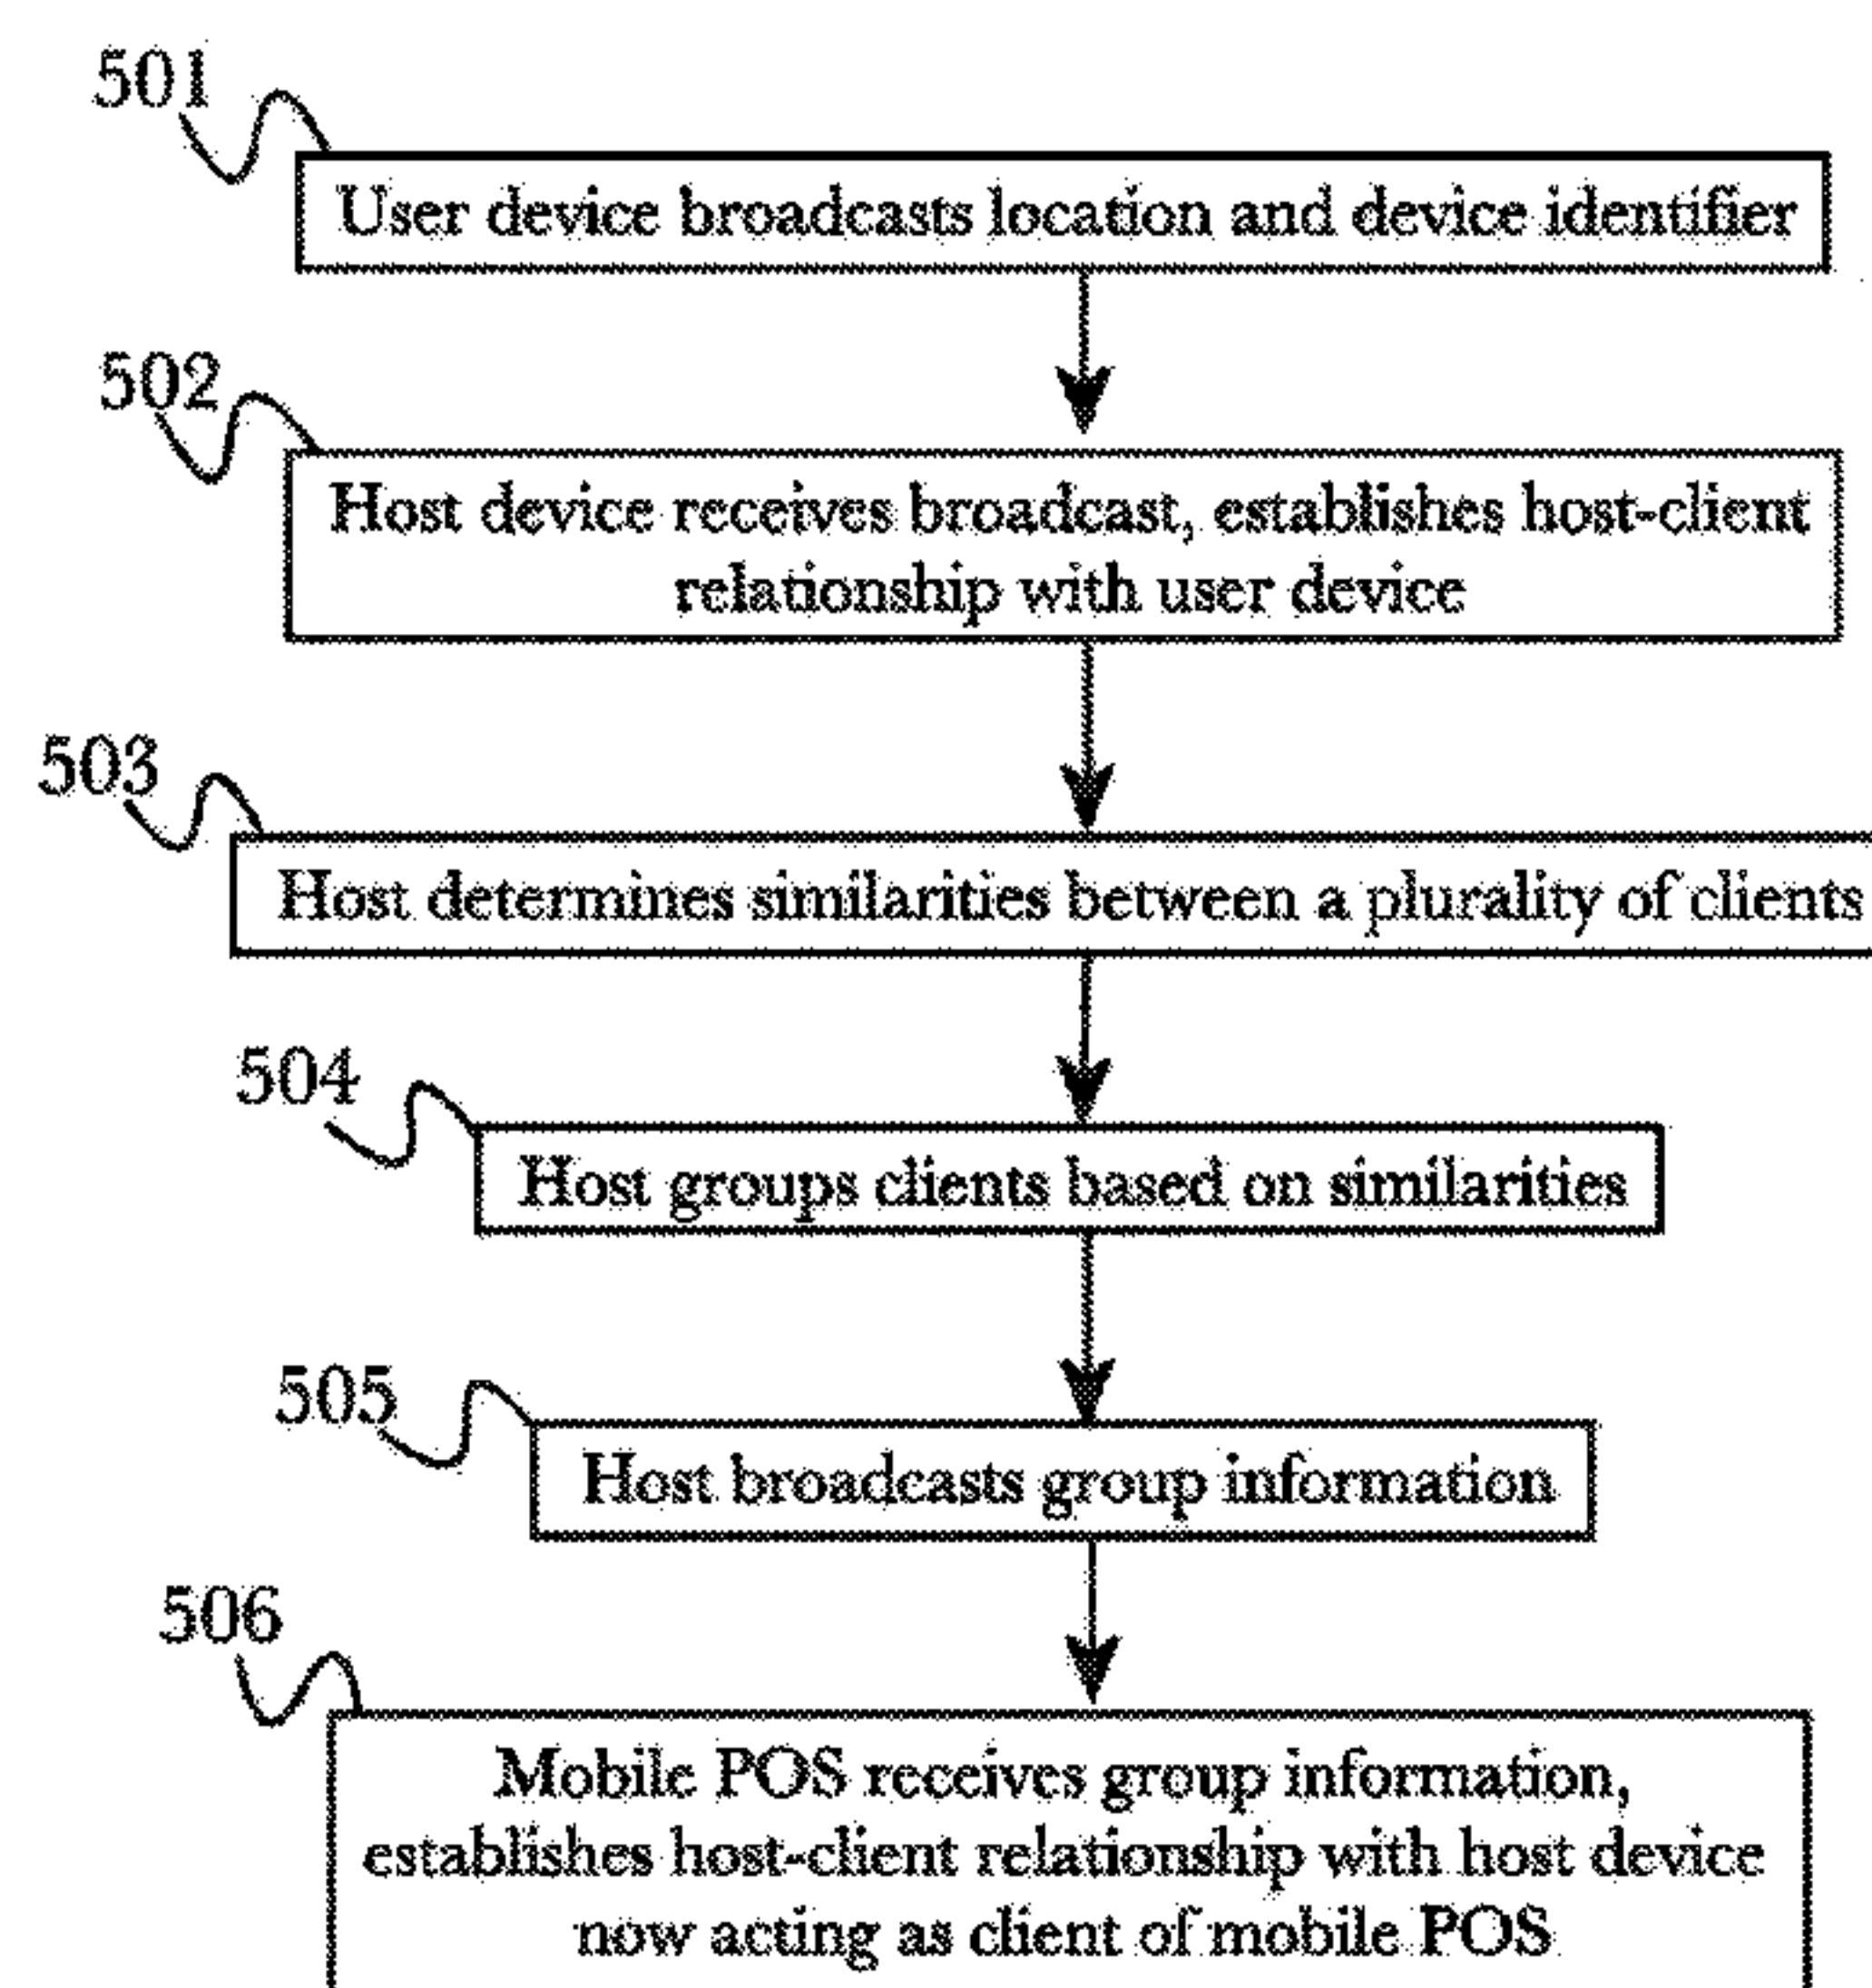 501
User device broadcasts location and device identifier
502
Host device receives broadcast, establishes host-client
relationship with user device
503
Host determines similarities between a plurality of clients
504
Host groups clients based on similarities
505
Host broadcasts group information
506
Mobile POS receives group information,
establishes host-client relationship with host device
now acting as client of mobile POS